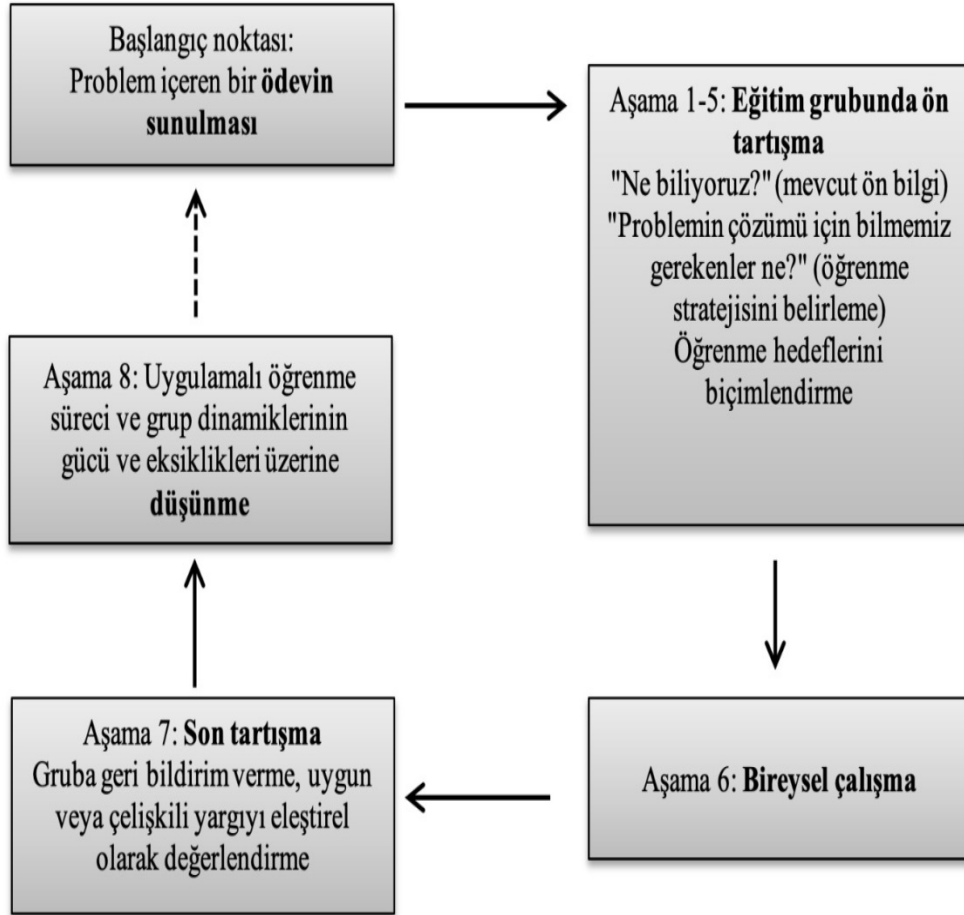 Başlangıç noktası:
Problem içeren bir ödevin
sunulması
Aşama 1-5: Eğitim grubunda ön
tartışma
"Ne biliyoruz?" (mevcut ön bilgi)
"Problemin çözümü için bilmemiz
gerekenler ne?" (öğrenme
stratejisini belirleme)
Öğrenme hedeflerini
biçimlendirme
Aşama 6: Bireysel çalışma
Aşama 7: Son tartışma
Gruba geri bildirim verme, uygun
veya çelişkili yargıyı eleştirel
olarak değerlendirme
Aşama 8: Uygulamalı öğrenme
süreci ve grup dinamiklerinin
gücü ve eksiklikleri üzerine
düşünme